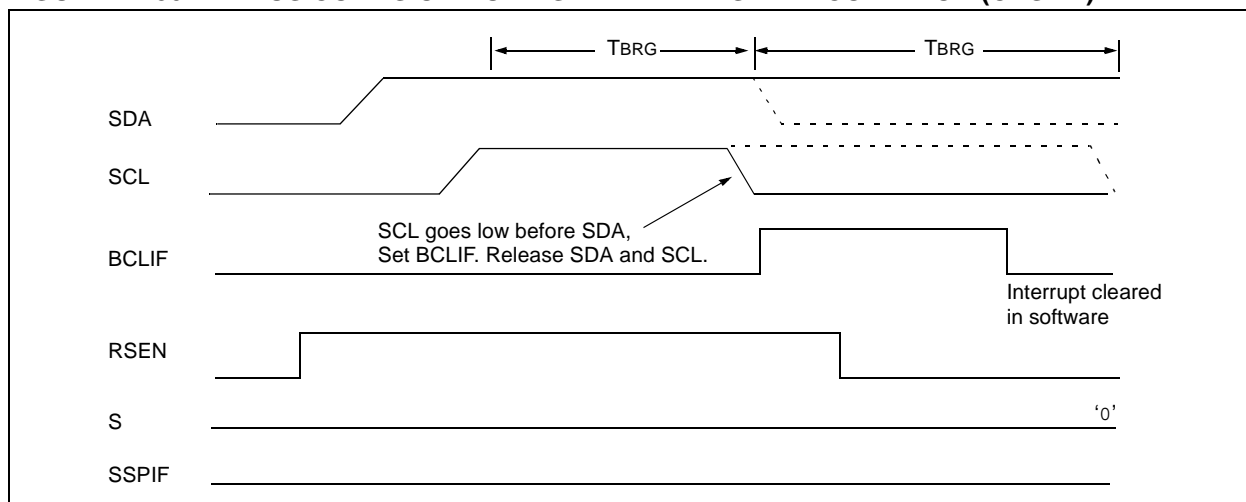 TBRG
TBRG
SDA
SCL
SCL goes low before SDA,
Set BCLIF. Release SDA and SCL.
BCLIF
Interrupt cleared
in software
RSEN
S
‘0’
SSPIF